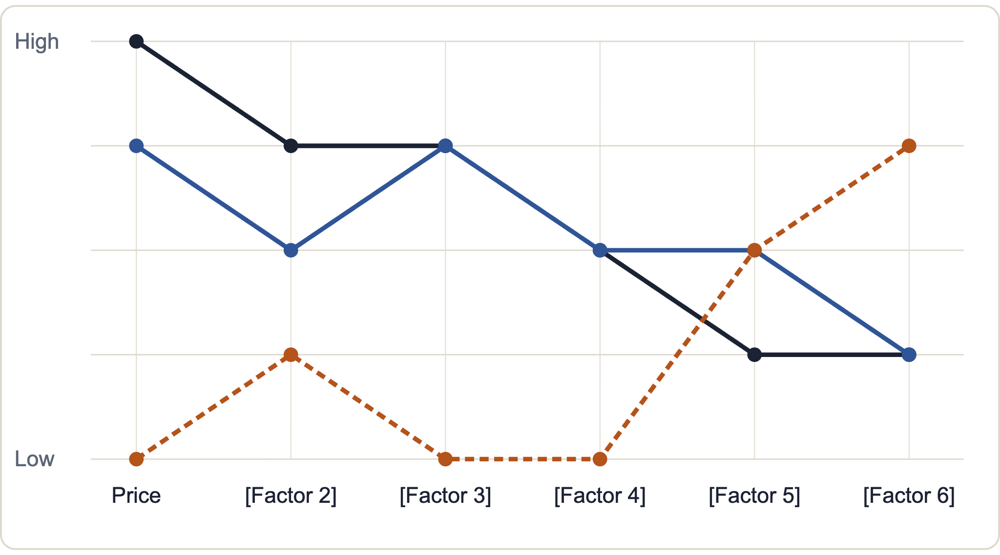 High
Low
Price
[Factor 2]
[Factor 3]
[Factor 4]
[Factor 5]
[Factor 6]